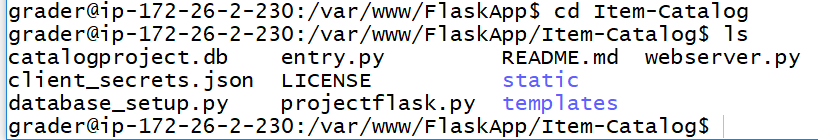 grader@ip-172-26-2-230:/var/www/FlaskApp$ cd Item-Catalog
grader@ip-172-26-2-230:/var/www/FlaskApp/Item-Catalog$ ls
catalogproject.db entry.py README.md webserver.py
client_secrets.json LICENSE static
database_setup.py projectflask.py templates
grader@ip-172-26-2-230:/var/www/FlaskApp/Item-Catalog$